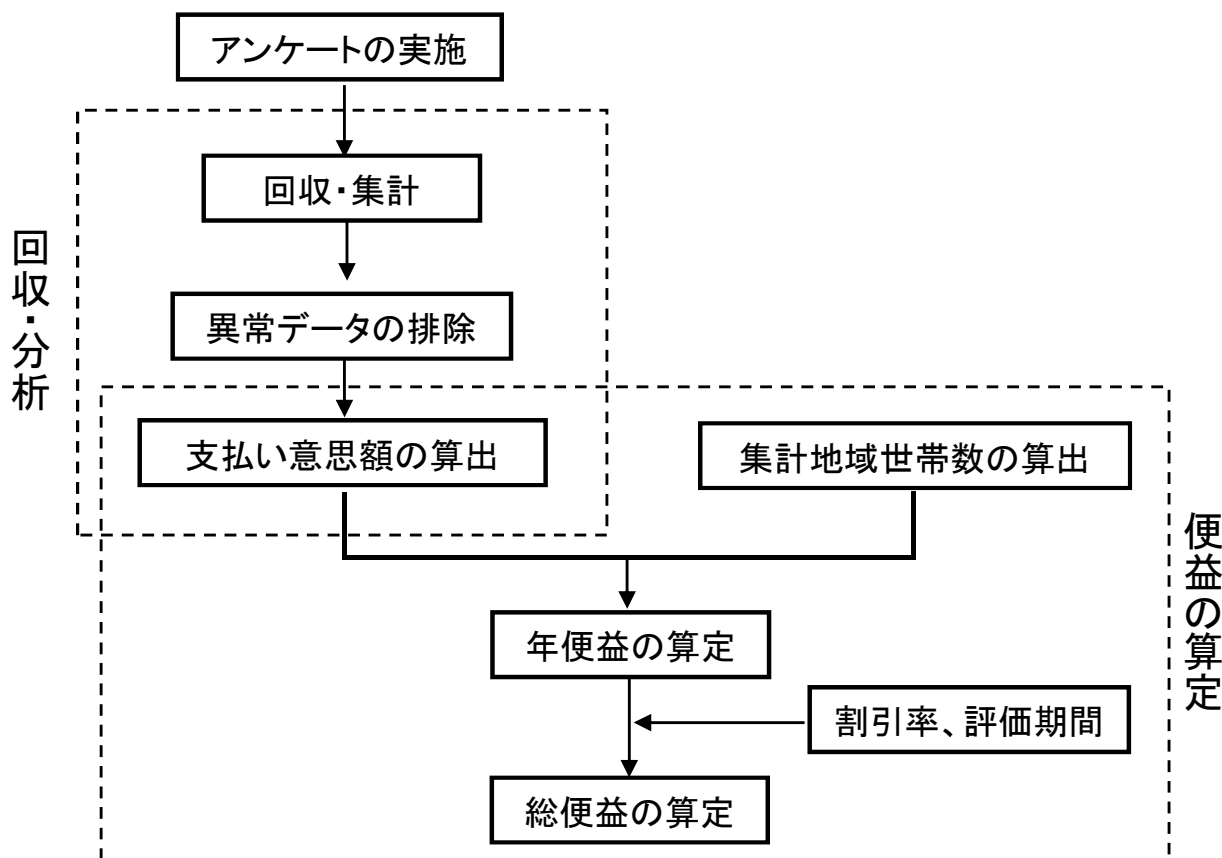 アンケートの実施
回収・集計
回収・分析
異常データの排除
支払い意思額の算出
集計地域世帯数の算出
便益の算定
年便益の算定
割引率、評価期間
総便益の算定